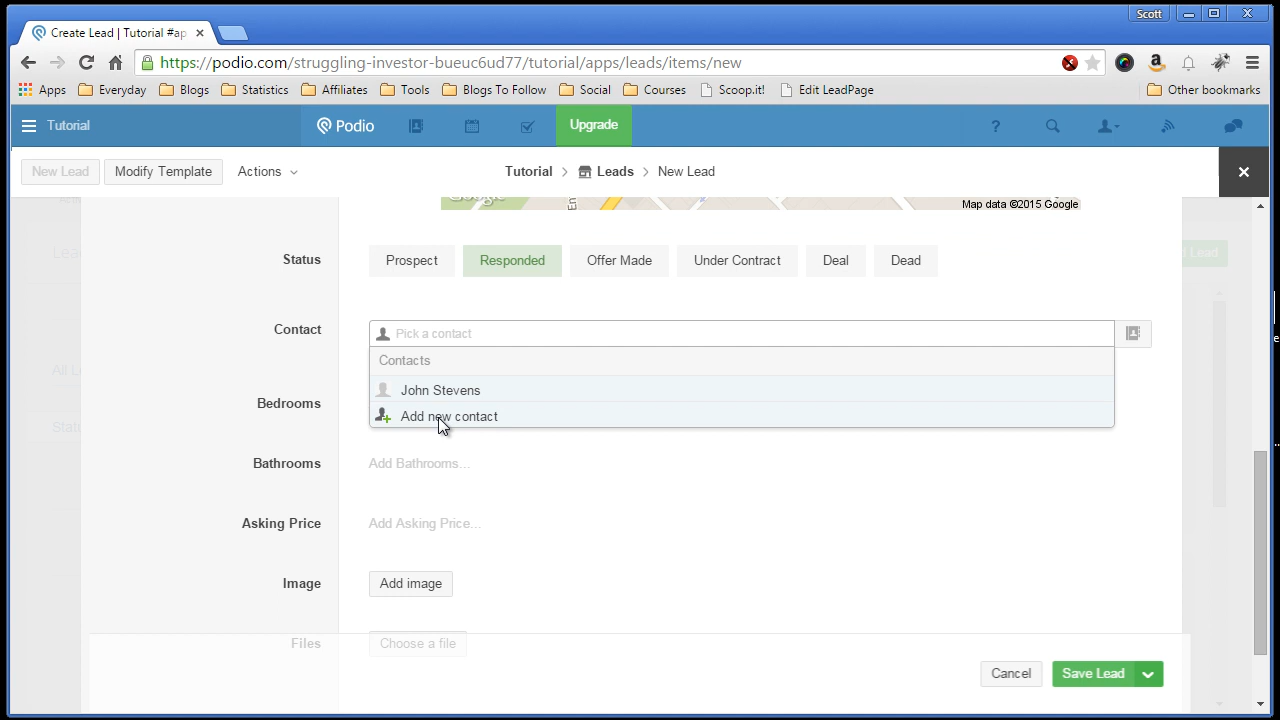 Scott
Create Lead | Tutorial #ap
https://podio.com/struggling-investor-bueuc6ud77/tutorial/apps/leads/items/new
Apps Everyday Blogs Statistics Affiliates Tools Blogs To Follow Social Courses Scoop.it! Edit LeadPage Other bookmarks
Tutorial Podio Upgrade ?
New Lead Modify Template Actions Tutorial > Leads > New Lead
Google Map data ©2015 Google
Status Prospect Responded Offer Made Under Contract Deal Dead
Lead
Contact Pick a contact
Contacts
John Stevens
Bedrooms
Add new contact
Bathrooms Add Bathrooms...
Asking Price Add Asking Price...
Image Add image
Files Choose a file
Cancel Save Lead